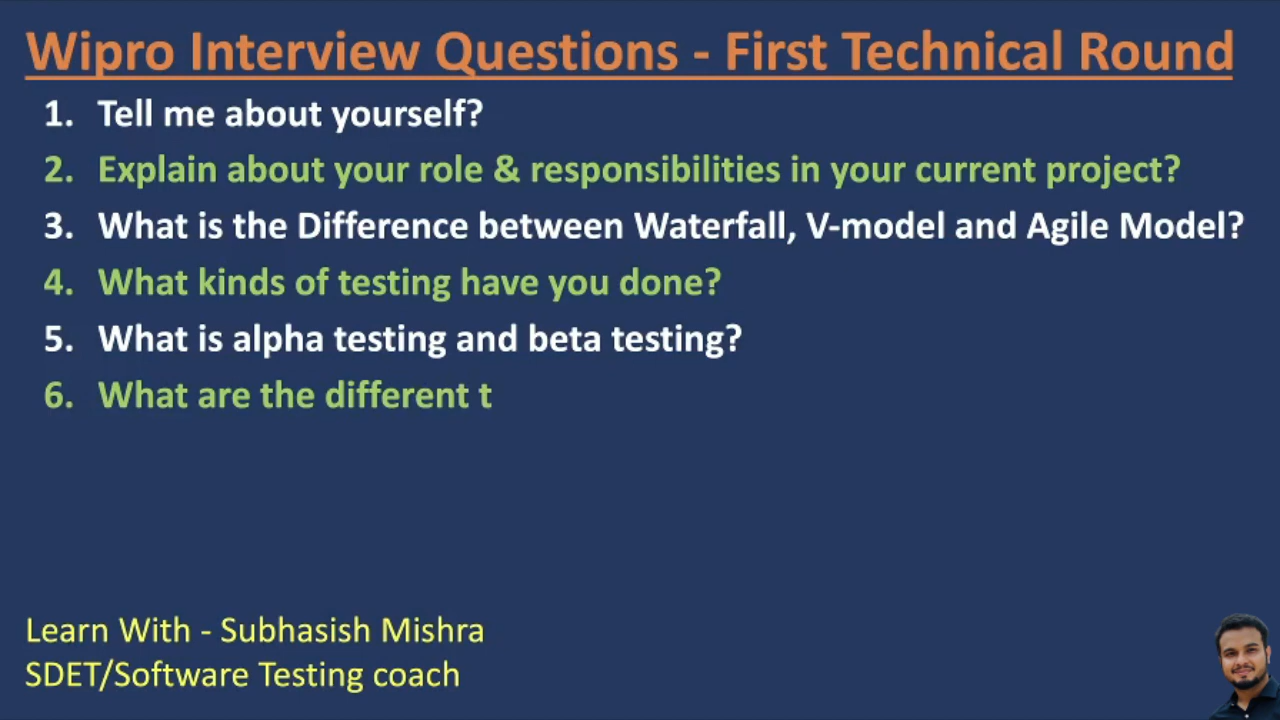 Wipro Interview Questions - First Technical Round
1. Tell me about yourself?
2. Explain about your role & responsibilities in your current project?
3. What is the Difference between Waterfall, V-model and Agile Model?
4. What kinds of testing have you done?
5. What is alpha testing and beta testing?
6. What are the different t
Learn With - Subhasish Mishra
SDET/Software Testing coach